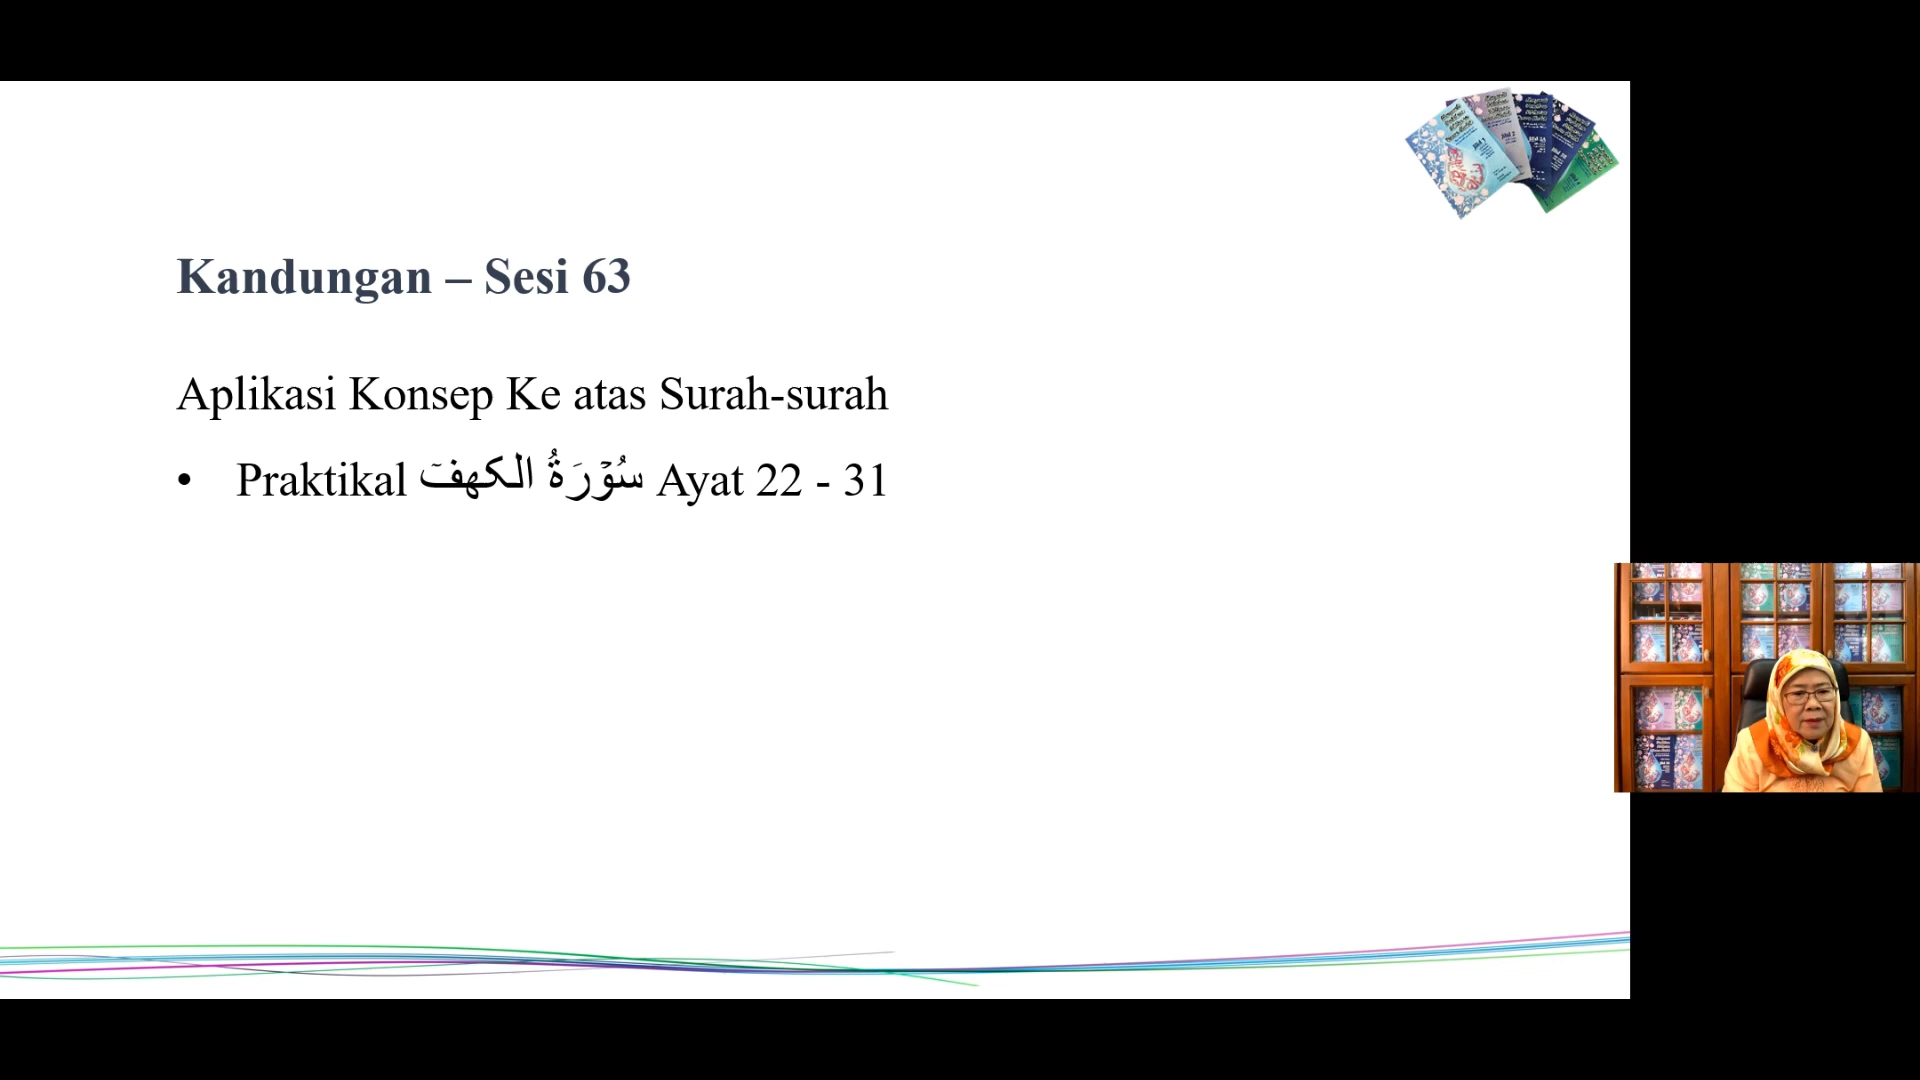 Kandungan – Sesi 63
Aplikasi Konsep Ke atas Surah-surah
• Praktikal سُوۡرَةُ الكهفۡ Ayat 22 - 31